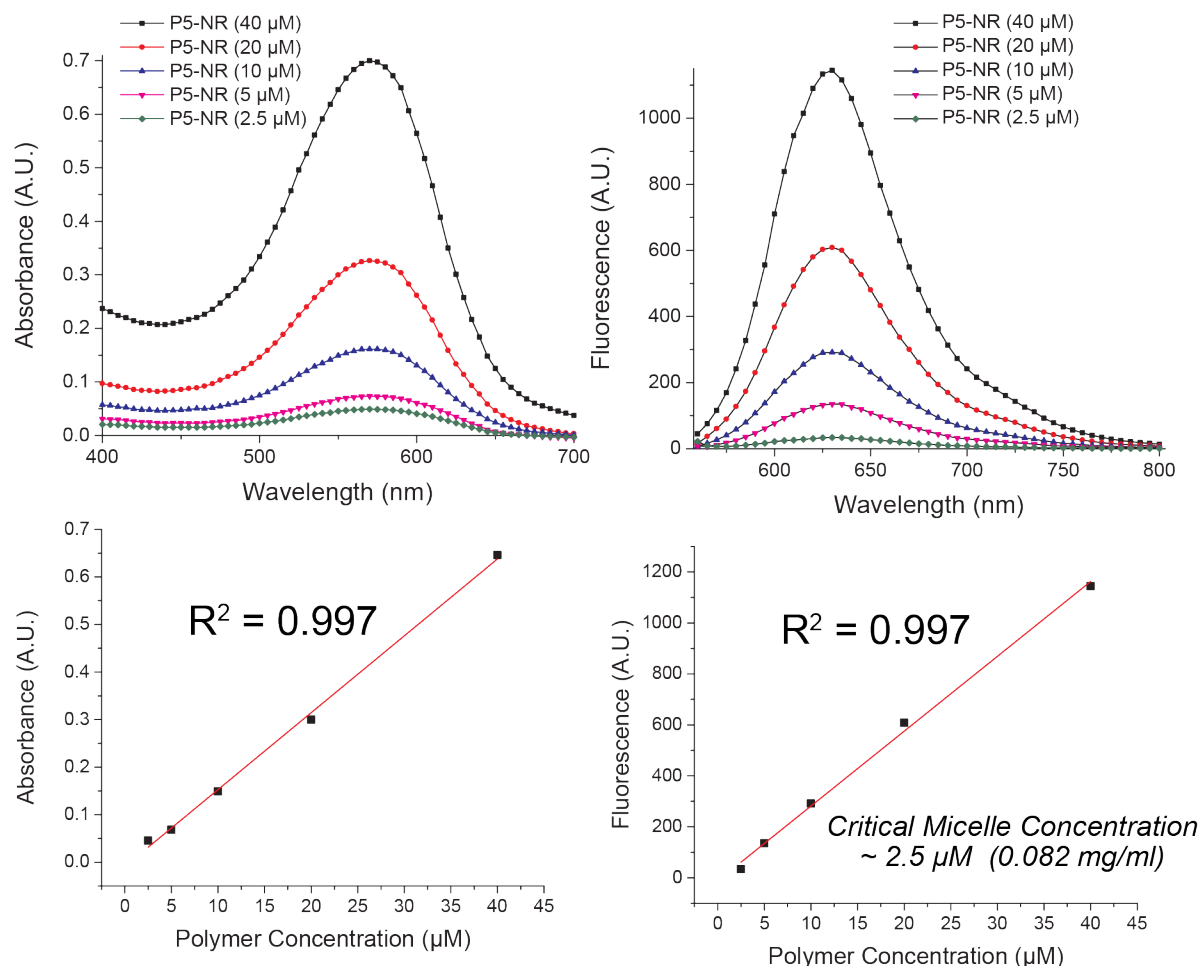 P5-NR (40 µM)
P5-NR (20 µM)
P5-NR (10 µM)
P5-NR (5 µM)
P5-NR (2.5 µM)
0.7
0.6
0.5
0.4
0.3
0.2
0.1
0.0
Absorbance (A.U.)
400 500 600 700
Wavelength (nm)
P5-NR (40 µM)
P5-NR (20 µM)
P5-NR (10 µM)
P5-NR (5 µM)
P5-NR (2.5 µM)
1000
800
600
400
200
0
Fluorescence (A.U.)
600 650 700 750 800
Wavelength (nm)
0.7
0.6
0.5
0.4
0.3
0.2
0.1
0.0
Absorbance (A.U.)
R² = 0.997
0 5 10 15 20 25 30 35 40 45
Polymer Concentration (µM)
1200
1000
800
600
400
200
0
Fluorescence (A.U.)
R² = 0.997
Critical Micelle Concentration
~ 2.5 µM (0.082 mg/ml)
0 5 10 15 20 25 30 35 40 45
Polymer Concentration (µM)